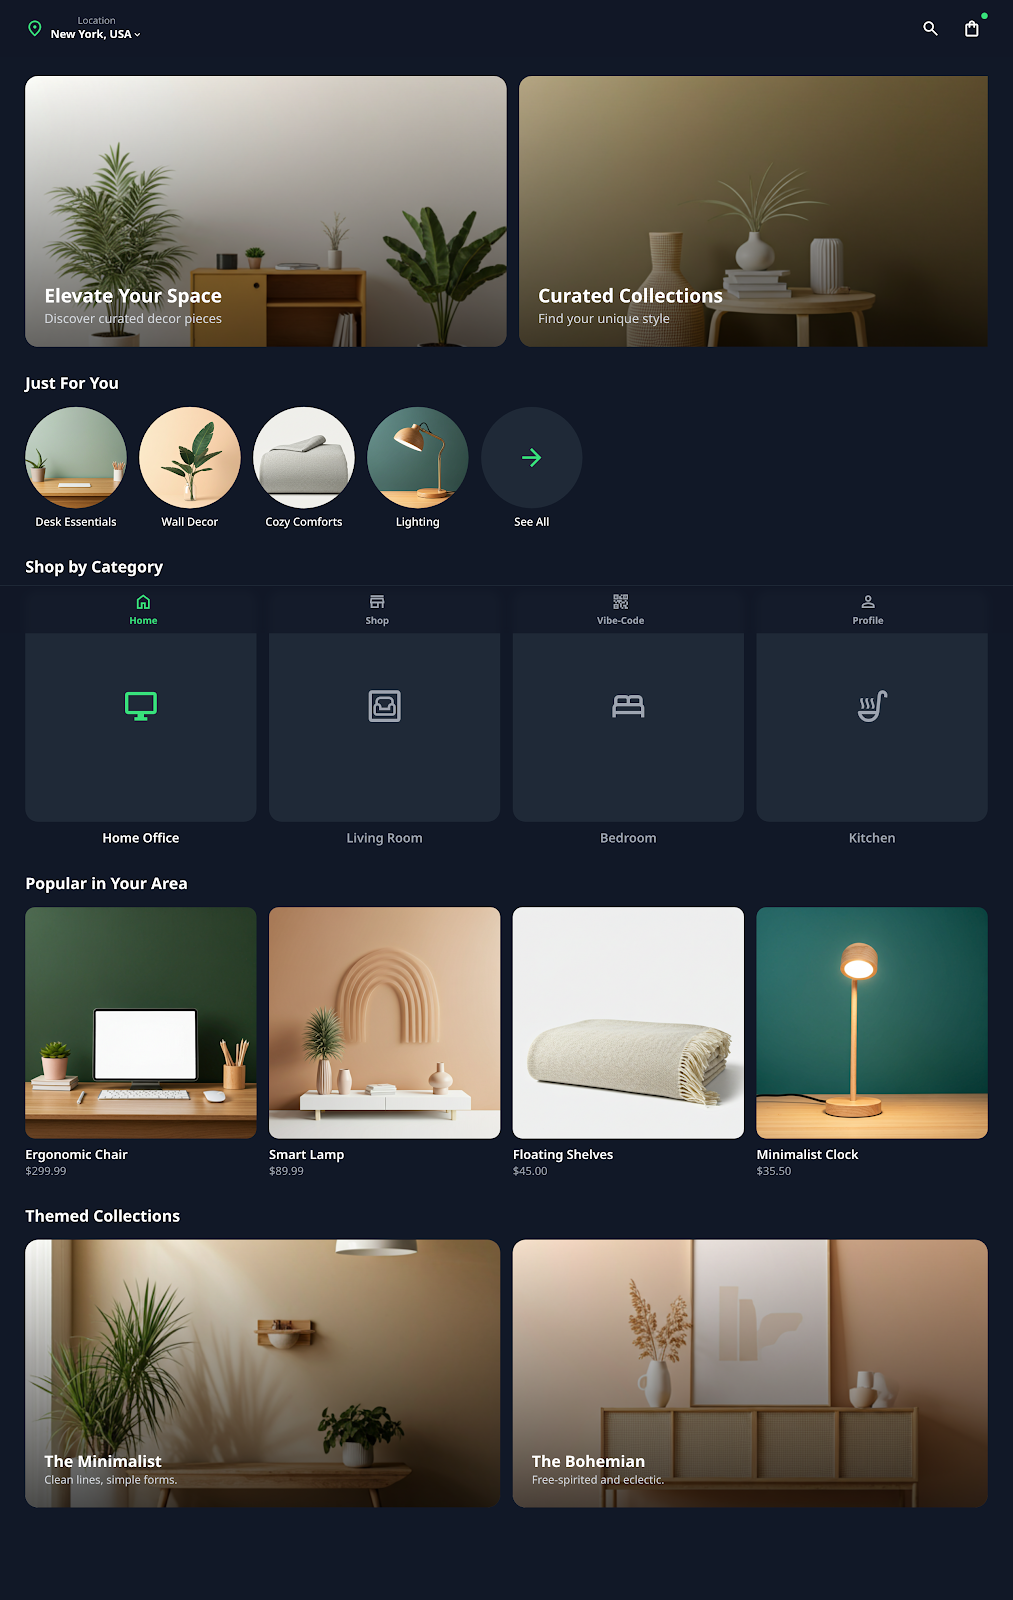 Location
New York, USA
Elevate Your Space
Discover curated decor pieces
Curated Collections
Find your unique style
Just For You
Desk Essentials
Wall Decor
Cozy Comforts
Lighting
See All
Shop by Category
Home
Shop
Vibe-Code
Profile
Home Office
Living Room
Bedroom
Kitchen
Popular in Your Area
Ergonomic Chair
$299.99
Smart Lamp
$89.99
Floating Shelves
$45.00
Minimalist Clock
$35.50
Themed Collections
The Minimalist
Clean lines, simple forms.
The Bohemian
Free-spirited and eclectic.